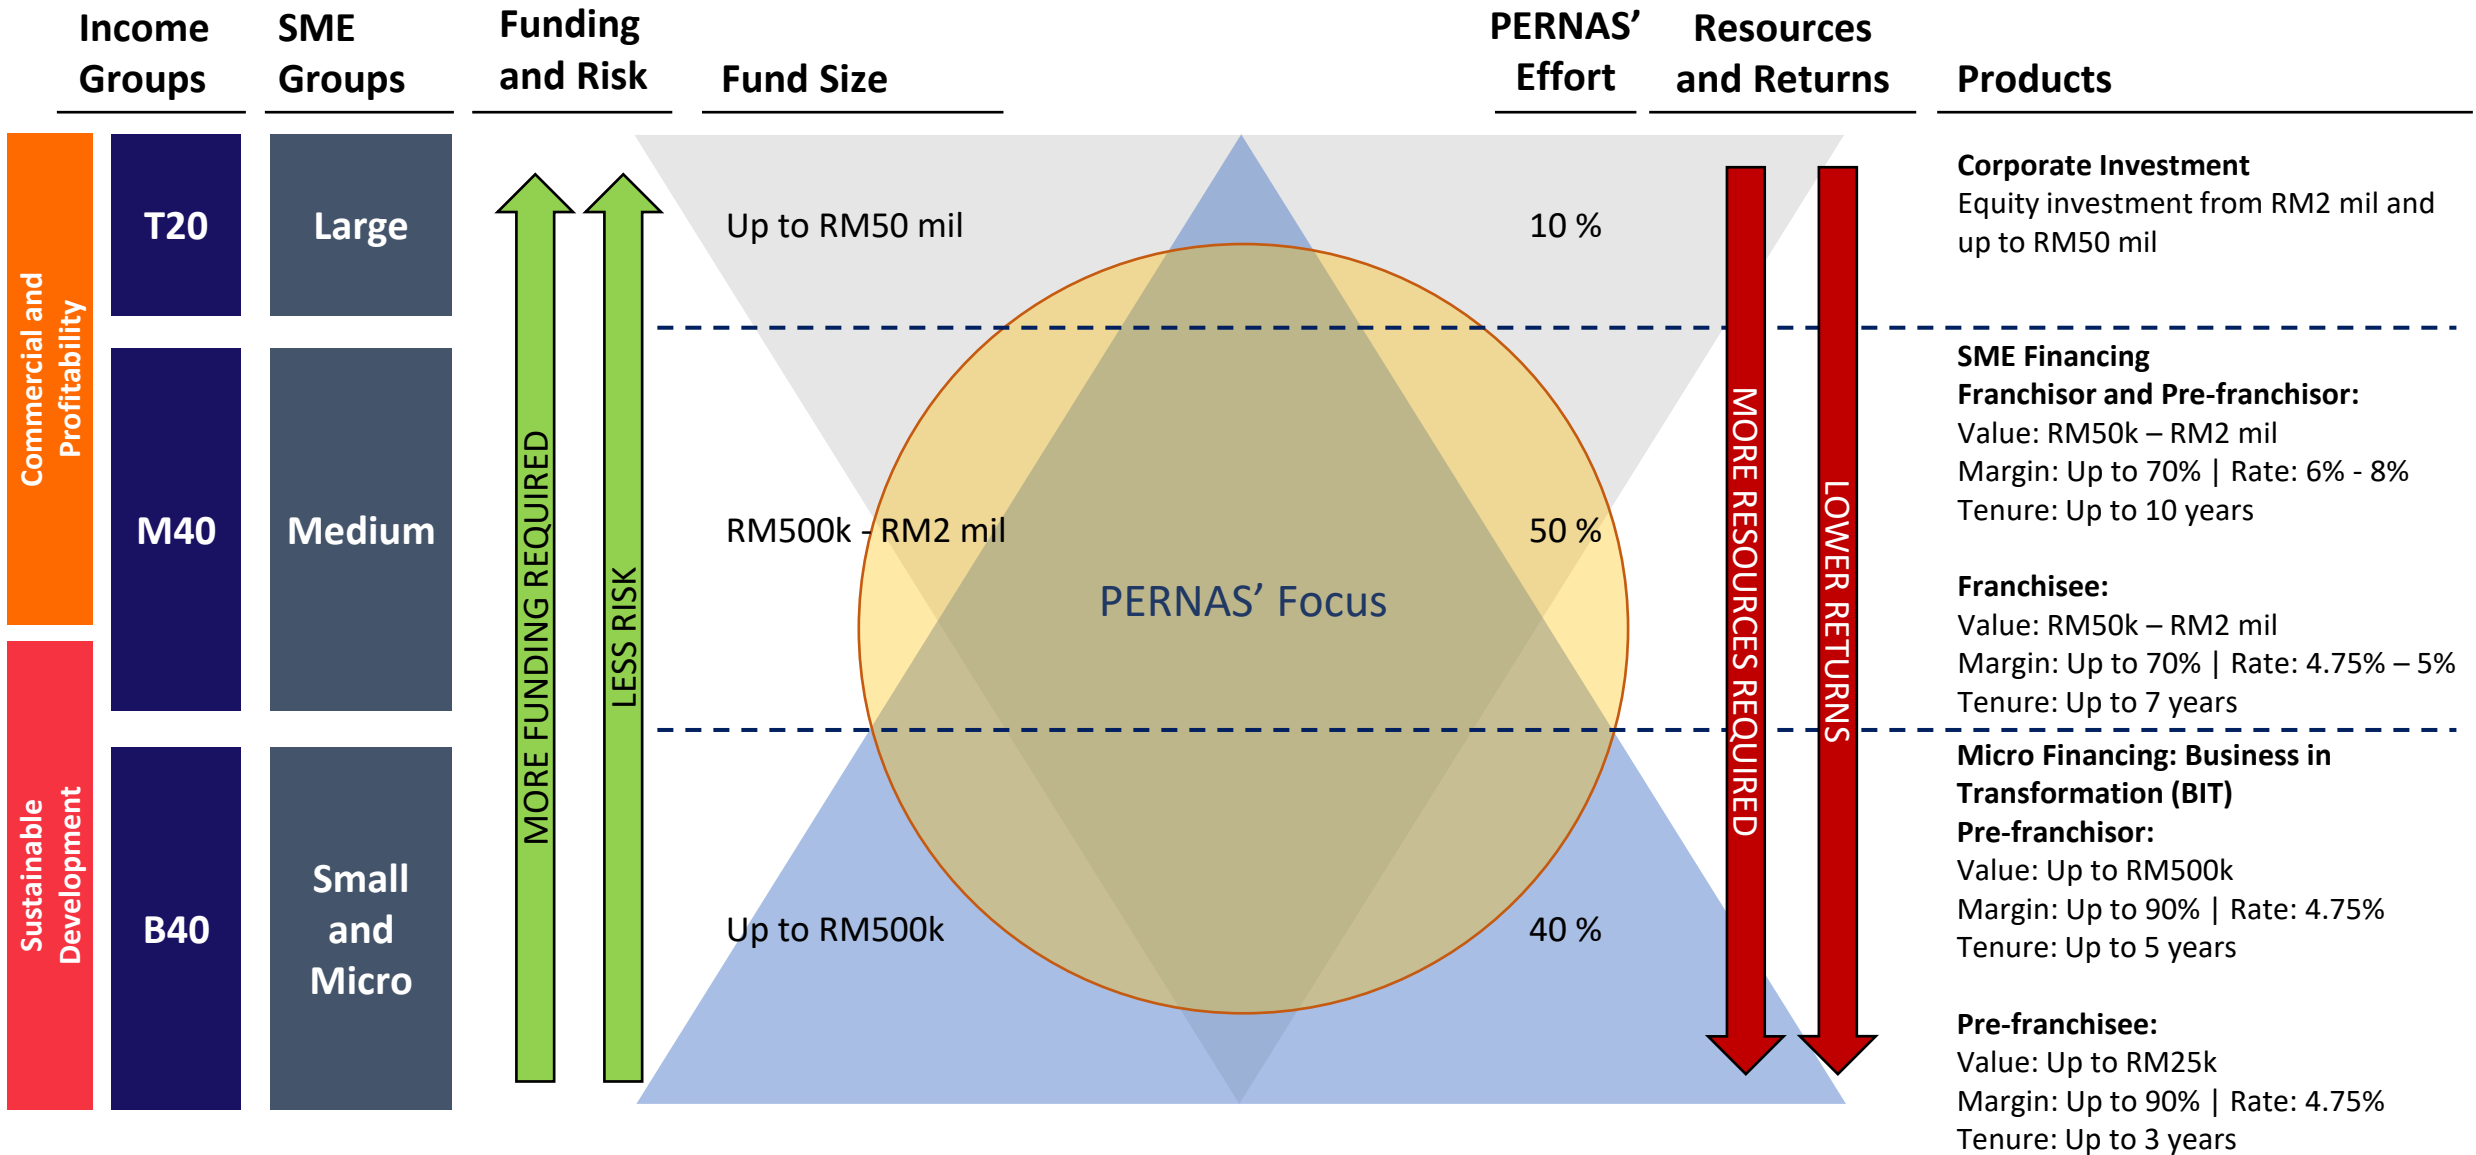 Income
Groups
SME
Groups
Funding
and Risk
Fund Size
PERNAS'
Effort
Resources
and Returns
Products
Commercial and
Profitability
Sustainable
Development
T20
Large
Up to RM50 mil
10 %
Corporate Investment
Equity investment from RM2 mil and
up to RM50 mil
M40
Medium
MORE FUNDING REQUIRED
LESS RISK
RM500k - RM2 mil
50 %
PERNAS' Focus
MORE RESOURCES REQUIRED
LOWER RETURNS
SME Financing
Franchisor and Pre-franchisor:
Value: RM50k – RM2 mil
Margin: Up to 70% | Rate: 6% - 8%
Tenure: Up to 10 years
Franchisee:
Value: RM50k – RM2 mil
Margin: Up to 70% | Rate: 4.75% – 5%
Tenure: Up to 7 years
B40
Small
and
Micro
Up to RM500k
40 %
Micro Financing: Business in
Transformation (BIT)
Pre-franchisor:
Value: Up to RM500k
Margin: Up to 90% | Rate: 4.75%
Tenure: Up to 5 years
Pre-franchisee:
Value: Up to RM25k
Margin: Up to 90% | Rate: 4.75%
Tenure: Up to 3 years